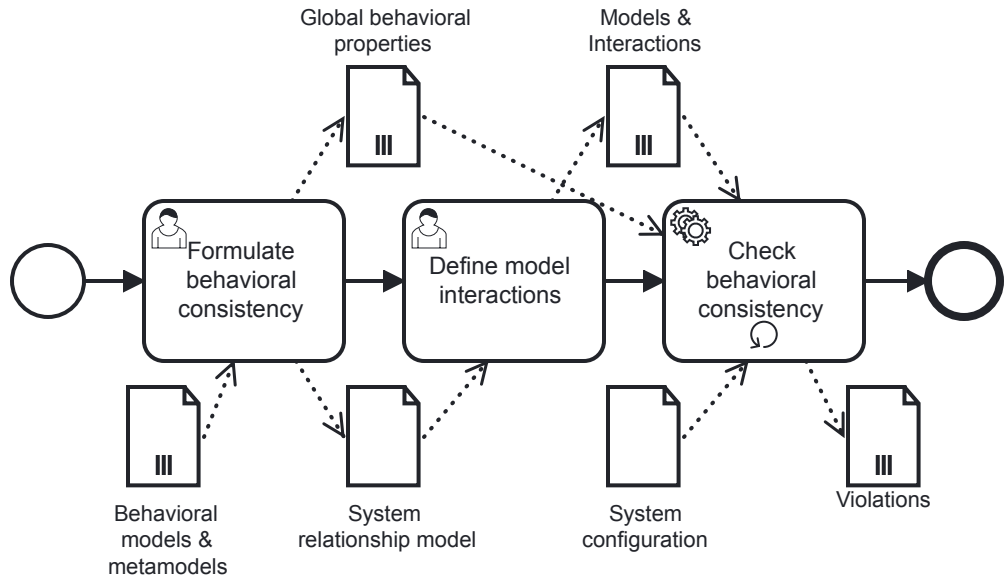 Global behavioral
properties
Models &
Interactions
Formulate
behavioral
consistency
Define model
interactions
Check
behavioral
consistency
Behavioral
models &
metamodels
System
relationship model
System
configuration
Violations